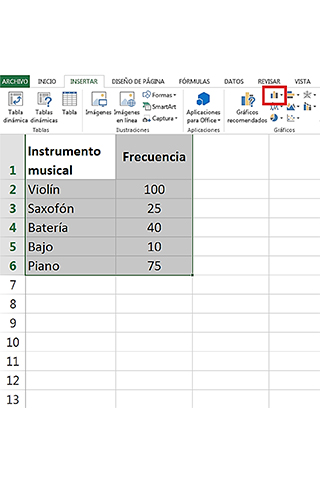 ARCHIVO INICIO INSERTAR DISEÑO DE PÁGINA FÓRMULAS DATOS REVISAR VISTA
Tabla dinámica
Tablas dinámicas
Tabla
Imágenes
Imágenes en línea
Formas
SmartArt
Captura
Aplicaciones para Office
Gráficos recomendados
Tablas Ilustraciones Aplicaciones Gráficos
1 Instrumento musical Frecuencia
2 Violín 100
3 Saxofón 25
4 Batería 40
5 Bajo 10
6 Piano 75
7
8
9
10
11
12
13